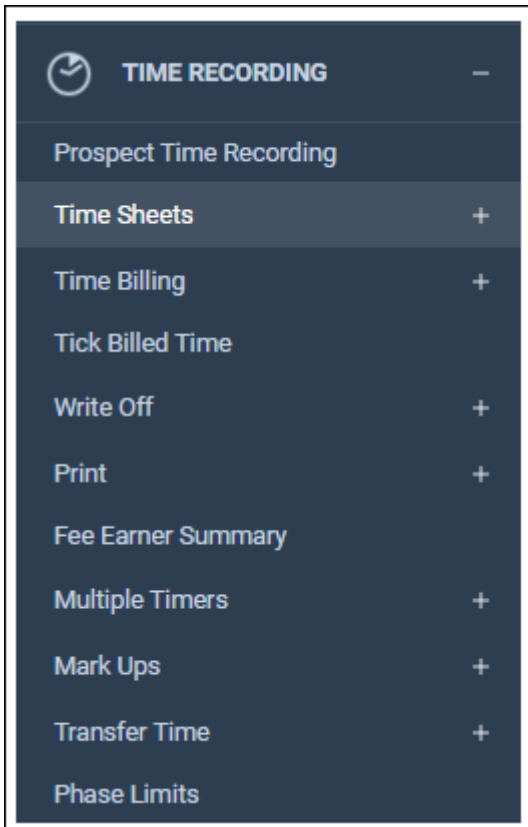 TIME RECORDING −
Prospect Time Recording
Time Sheets +
Time Billing +
Tick Billed Time
Write Off +
Print +
Fee Earner Summary
Multiple Timers +
Mark Ups +
Transfer Time +
Phase Limits